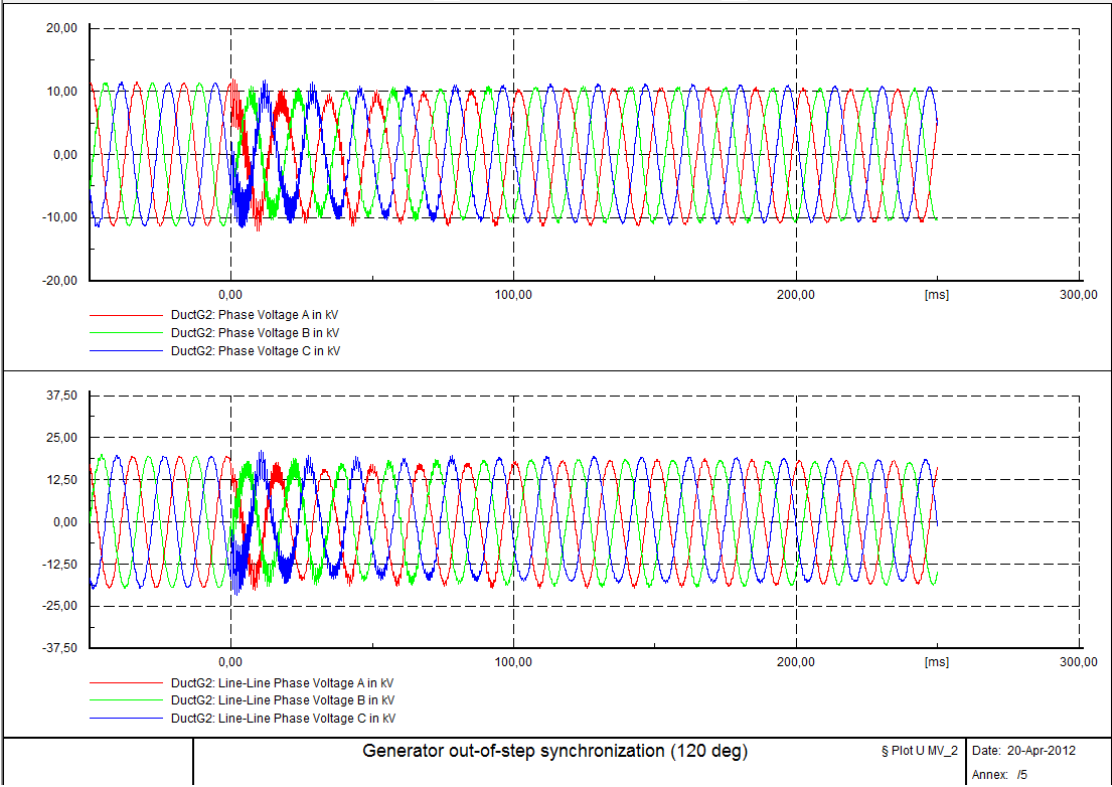 20,00
10,00
0,00
-10,00
-20,00
0,00 100,00 200,00 [ms] 300,00
DuctG2: Phase Voltage A in kV
DuctG2: Phase Voltage B in kV
DuctG2: Phase Voltage C in kV
37,50
25,00
12,50
0,00
-12,50
-25,00
-37,50
0,00 100,00 200,00 [ms] 300,00
DuctG2: Line-Line Phase Voltage A in kV
DuctG2: Line-Line Phase Voltage B in kV
DuctG2: Line-Line Phase Voltage C in kV
Generator out-of-step synchronization (120 deg) § Plot U MV_2 Date: 20-Apr-2012
Annex: /5